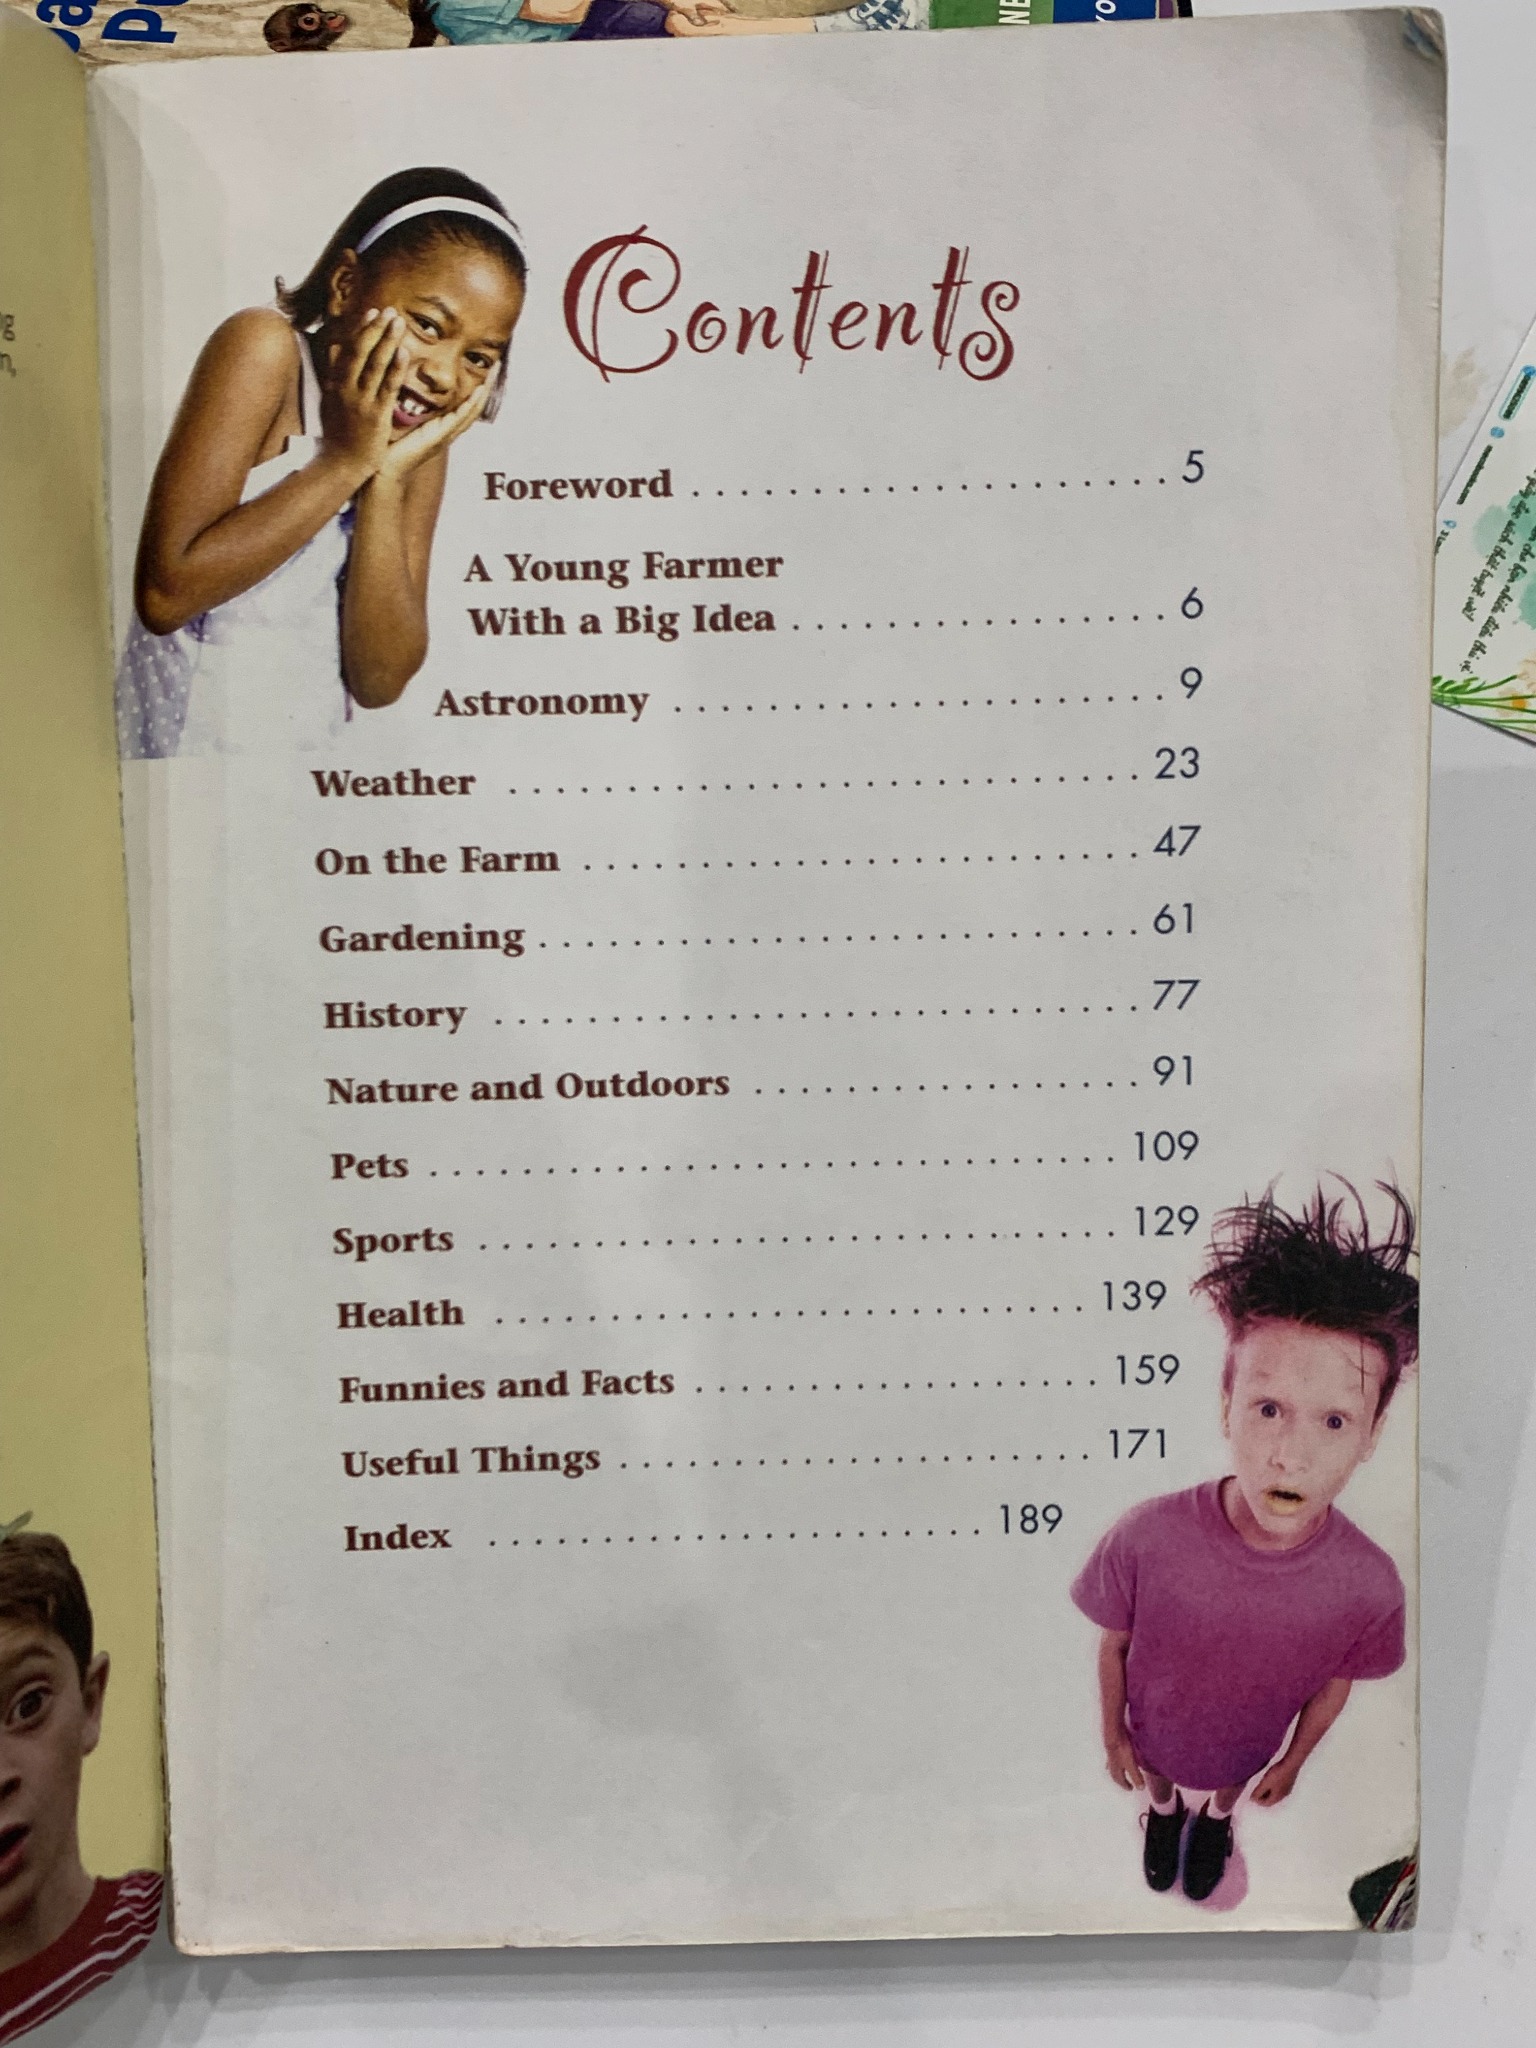 Contents
Foreword . . . . . . . . . . . . . . . . . . . . 5
A Young Farmer
With a Big Idea . . . . . . . . . . . . . . . . 6
Astronomy . . . . . . . . . . . . . . . . . . . . . 9
Weather . . . . . . . . . . . . . . . . . . . . . . . . . . . 23
On the Farm . . . . . . . . . . . . . . . . . . . . . . . . 47
Gardening . . . . . . . . . . . . . . . . . . . . . . . . . . 61
History . . . . . . . . . . . . . . . . . . . . . . . . . . . . 77
Nature and Outdoors . . . . . . . . . . . . . . . . . 91
Pets . . . . . . . . . . . . . . . . . . . . . . . . . . . . . . 109
Sports . . . . . . . . . . . . . . . . . . . . . . . . . . . . 129
Health . . . . . . . . . . . . . . . . . . . . . . . . . . 139
Funnies and Facts . . . . . . . . . . . . . . . . . . 159
Useful Things . . . . . . . . . . . . . . . . . . . . . 171
Index . . . . . . . . . . . . . . . . . . . . . . 189